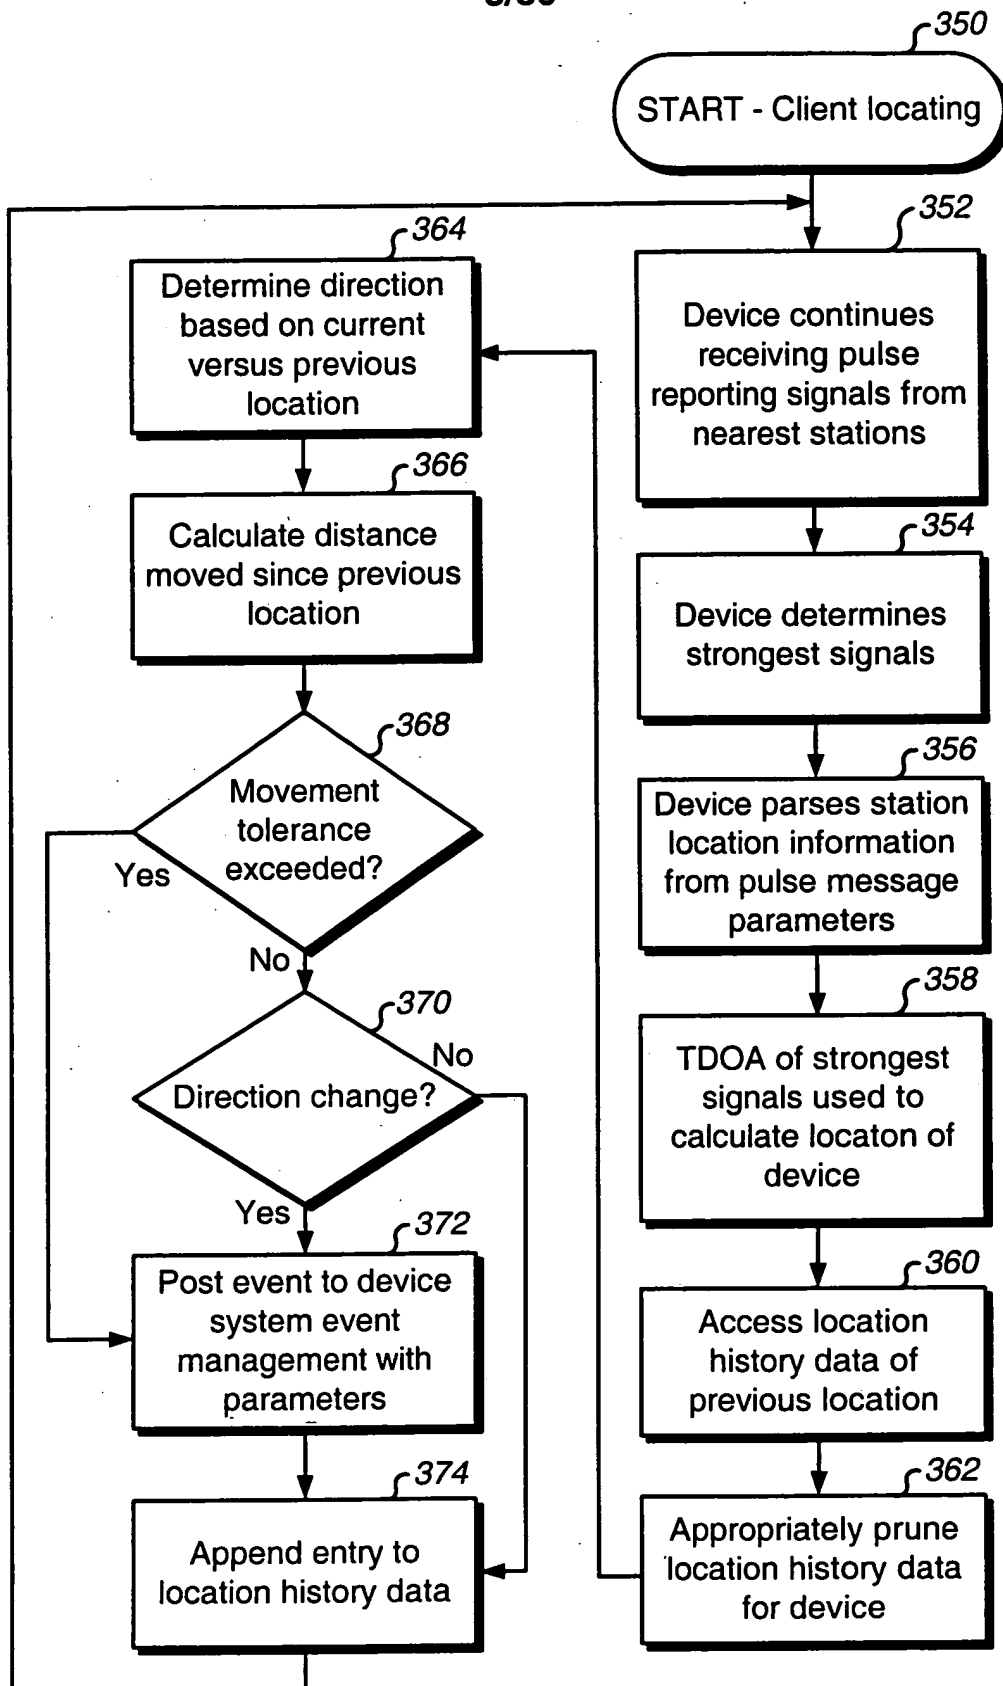 350
START - Client locating
352
Device continues
receiving pulse
reporting signals from
nearest stations
354
Device determines
strongest signals
356
Device parses station
location information
from pulse message
parameters
358
TDOA of strongest
signals used to
calculate locaton of
device
360
Access location
history data of
previous location
362
Appropriately prune
location history data
for device
364
Determine direction
based on current
versus previous
location
366
Calculate distance
moved since previous
location
368
Movement
tolerance
exceeded?
Yes
No
370
Direction change?
No
Yes
372
Post event to device
system event
management with
parameters
374
Append entry to
location history data